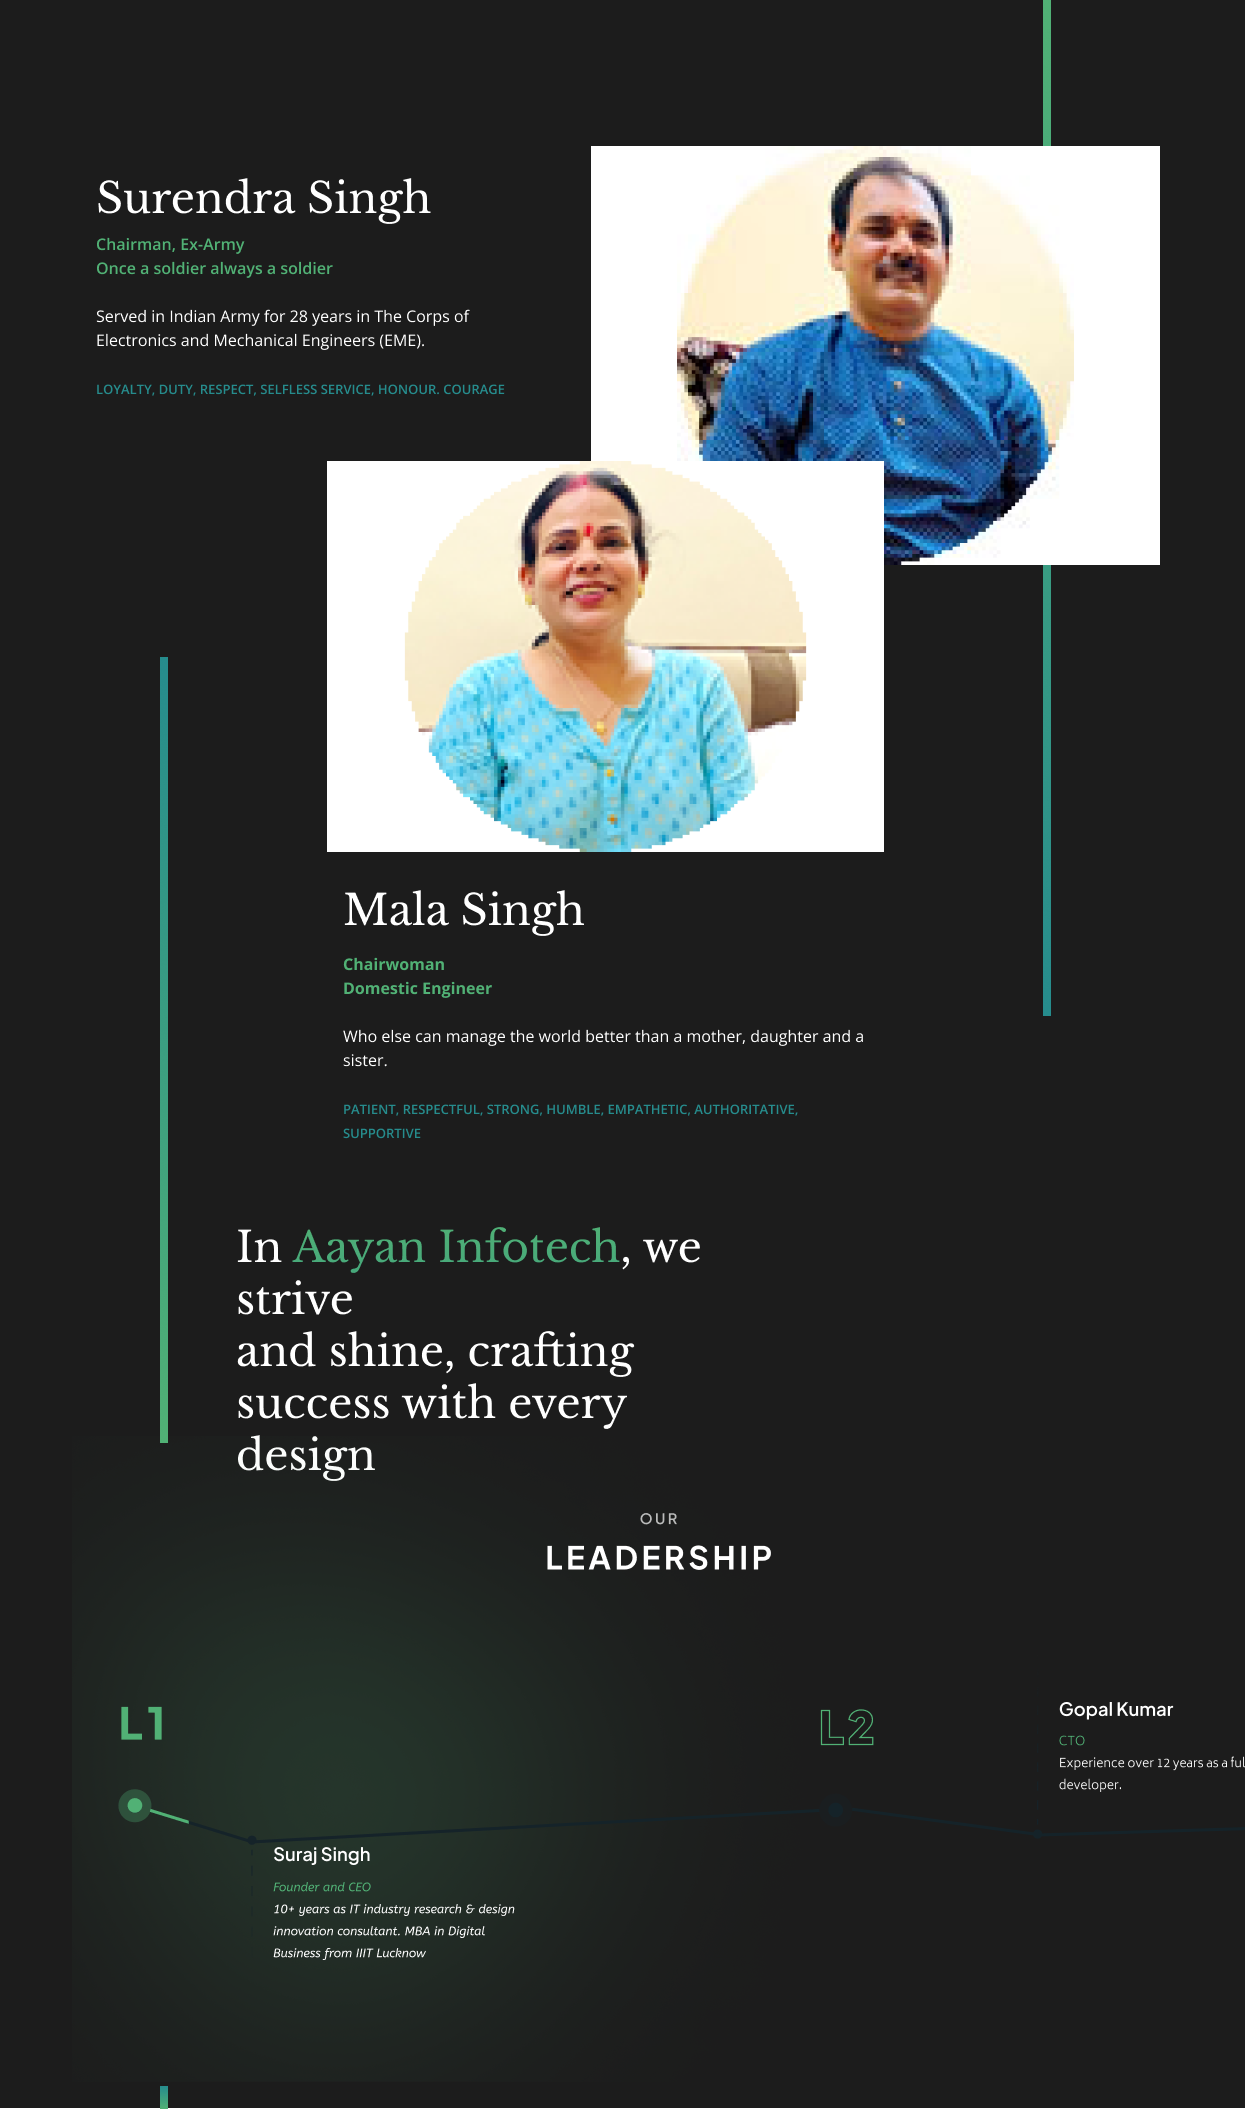 Surendra Singh
Chairman, Ex-Army
Once a soldier always a soldier
Served in Indian Army for 28 years in The Corps of
Electronics and Mechanical Engineers (EME).
LOYALTY, DUTY, RESPECT, SELFLESS SERVICE, HONOUR. COURAGE
Mala Singh
Chairwoman
Domestic Engineer
Who else can manage the world better than a mother, daughter and a
sister.
PATIENT, RESPECTFUL, STRONG, HUMBLE, EMPATHETIC, AUTHORITATIVE,
SUPPORTIVE
In Aayan Infotech, we
strive
and shine, crafting
success with every
design
OUR
LEADERSHIP
L1
Suraj Singh
Founder and CEO
10+ years as IT industry research & design
innovation consultant. MBA in Digital
Business from IIIT Lucknow
L2
Gopal Kumar
CTO
Experience over 12 years as a ful
developer.